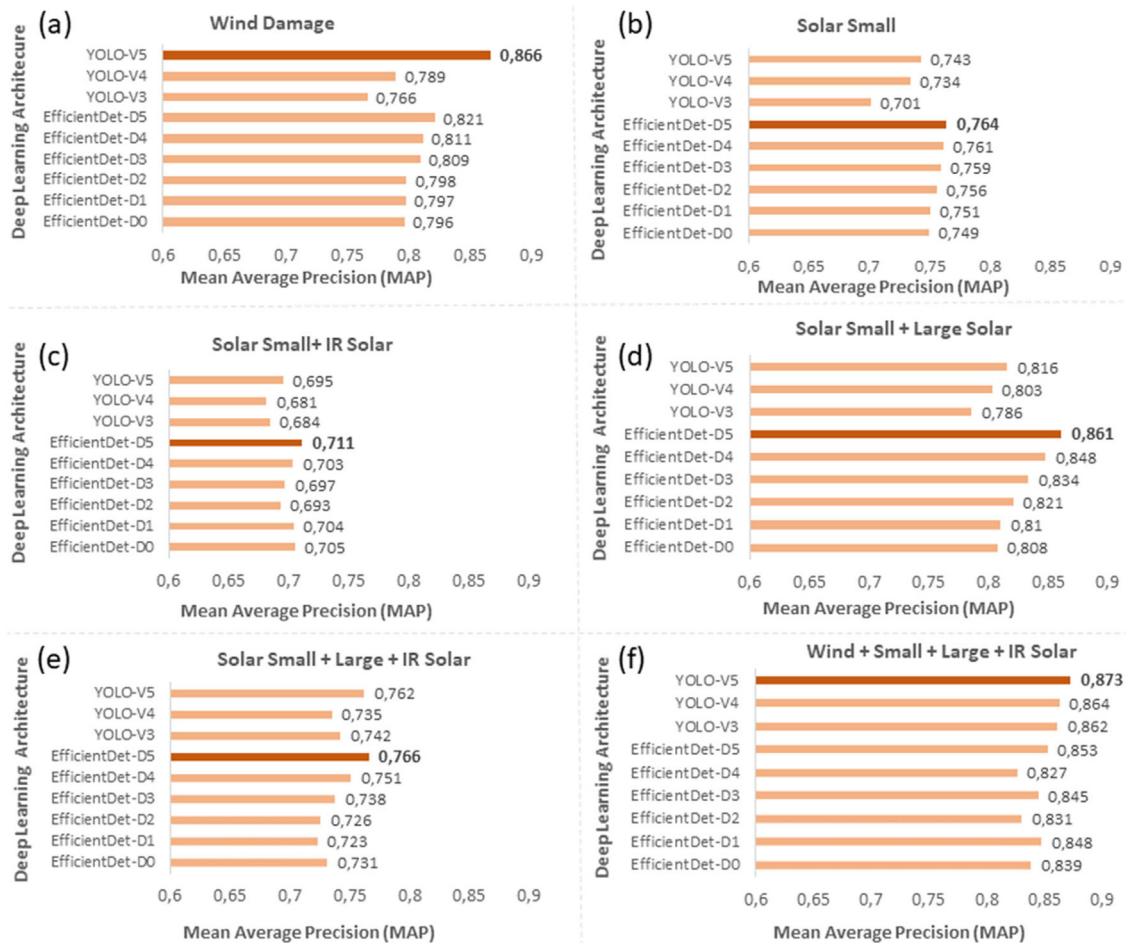 (a)
Wind Damage
DeepLearning Architecure
YOLO-V5 0,866
YOLO-V4 0,789
YOLO-V3 0,766
EfficientDet-D5 0,821
EfficientDet-D4 0,811
EfficientDet-D3 0,809
EfficientDet-D2 0,798
EfficientDet-D1 0,797
EfficientDet-D0 0,796
0,6 0,65 0,7 0,75 0,8 0,85 0,9
Mean Average Precision (MAP)
(b)
Solar Small
DeepLearning Architecture
YOLO-V5 0,743
YOLO-V4 0,734
YOLO-V3 0,701
EfficientDet-D5 0,764
EfficientDet-D4 0,761
EfficientDet-D3 0,759
EfficientDet-D2 0,756
EfficientDet-D1 0,751
EfficientDet-D0 0,749
0,6 0,65 0,7 0,75 0,8 0,85 0,9
Mean Average Precision (MAP)
(c)
Solar Small+ IR Solar
DeepLearning Architecture
YOLO-V5 0,695
YOLO-V4 0,681
YOLO-V3 0,684
EfficientDet-D5 0,711
EfficientDet-D4 0,703
EfficientDet-D3 0,697
EfficientDet-D2 0,693
EfficientDet-D1 0,704
EfficientDet-D0 0,705
0,6 0,65 0,7 0,75 0,8 0,85 0,9
Mean Average Precision (MAP)
(d)
Solar Small + Large Solar
DeepLearning Architecture
YOLO-V5 0,816
YOLO-V4 0,803
YOLO-V3 0,786
EfficientDet-D5 0,861
EfficientDet-D4 0,848
EfficientDet-D3 0,834
EfficientDet-D2 0,821
EfficientDet-D1 0,81
EfficientDet-D0 0,808
0,6 0,65 0,7 0,75 0,8 0,85 0,9
Mean Average Precision (MAP)
(e)
Solar Small + Large + IR Solar
DeepLearning Architecture
YOLO-V5 0,762
YOLO-V4 0,735
YOLO-V3 0,742
EfficientDet-D5 0,766
EfficientDet-D4 0,751
EfficientDet-D3 0,738
EfficientDet-D2 0,726
EfficientDet-D1 0,723
EfficientDet-D0 0,731
0,6 0,65 0,7 0,75 0,8 0,85 0,9
Mean Average Precision (MAP)
(f)
Wind + Small + Large + IR Solar
DeepLearning Architecture
YOLO-V5 0,873
YOLO-V4 0,864
YOLO-V3 0,862
EfficientDet-D5 0,853
EfficientDet-D4 0,827
EfficientDet-D3 0,845
EfficientDet-D2 0,831
EfficientDet-D1 0,848
EfficientDet-D0 0,839
0,6 0,65 0,7 0,75 0,8 0,85 0,9
Mean Average Precision (MAP)